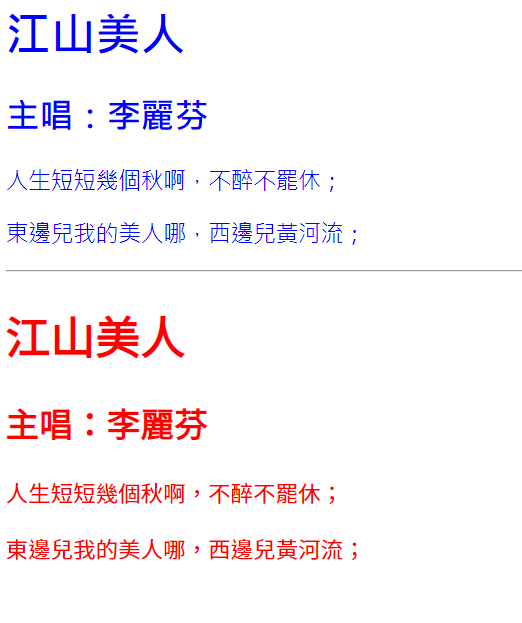 江山美人
主唱：李麗芬
人生短短幾個秋啊，不醉不罷休；
東邊兒我的美人哪，西邊兒黃河流；
江山美人
主唱：李麗芬
人生短短幾個秋啊，不醉不罷休；
東邊兒我的美人哪，西邊兒黃河流；